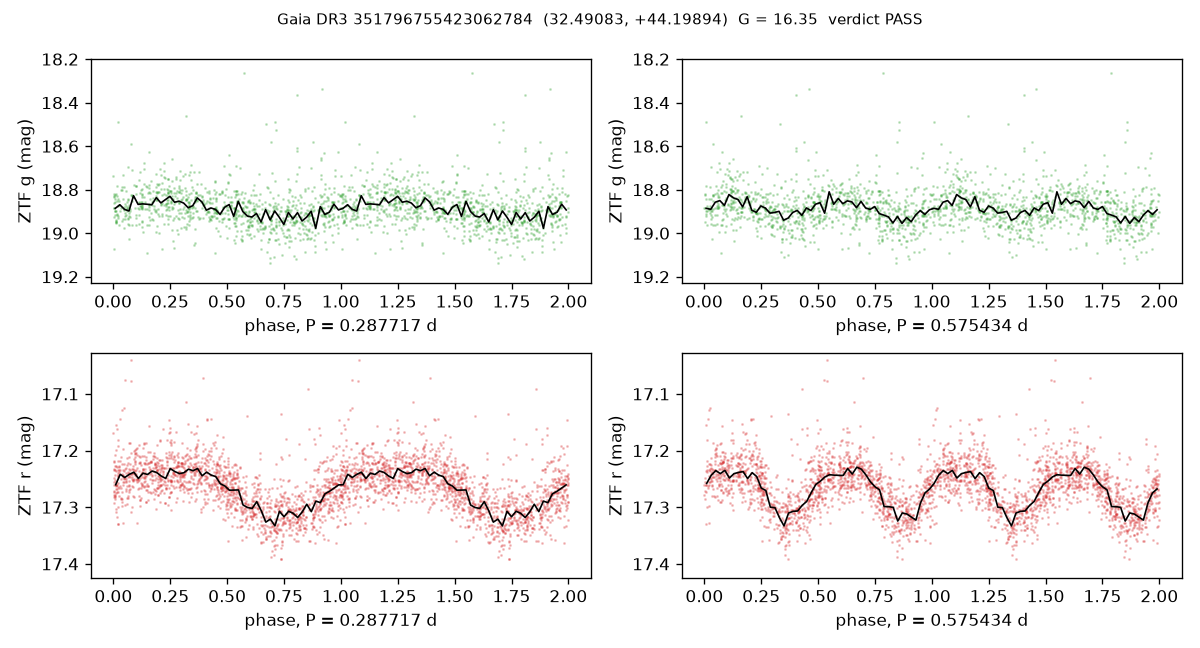 Gaia DR3 351796755423062784  (32.49083, +44.19894)  G = 16.35  verdict PASS
18.2
18.4
18.6
18.8
19.0
19.2
ZTF g (mag)
0.00 0.25 0.50 0.75 1.00 1.25 1.50 1.75 2.00
phase, P = 0.287717 d
18.2
18.4
18.6
18.8
19.0
19.2
ZTF g (mag)
0.00 0.25 0.50 0.75 1.00 1.25 1.50 1.75 2.00
phase, P = 0.575434 d
17.1
17.2
17.3
17.4
ZTF r (mag)
0.00 0.25 0.50 0.75 1.00 1.25 1.50 1.75 2.00
phase, P = 0.287717 d
17.1
17.2
17.3
17.4
ZTF r (mag)
0.00 0.25 0.50 0.75 1.00 1.25 1.50 1.75 2.00
phase, P = 0.575434 d